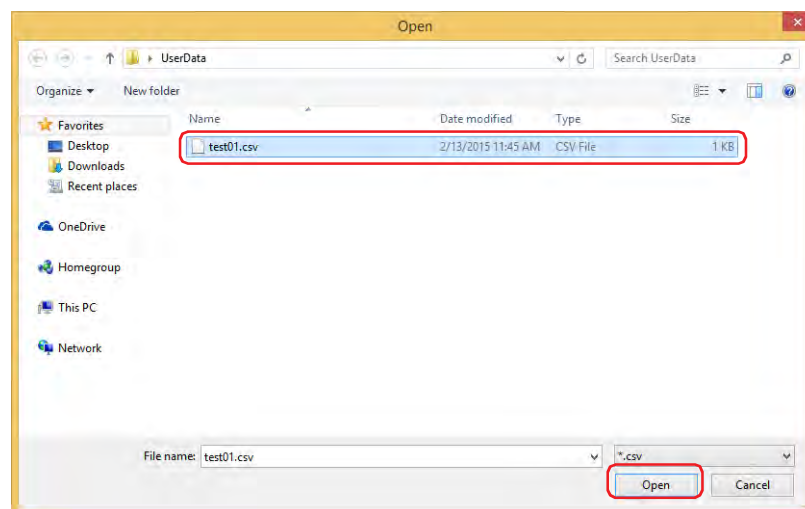 Open
UserData
Search UserData
Organize
New folder
Name Date modified Type Size
Favorites
test01.csv 2/13/2015 11:45 AM CSV File 1 KB
Desktop
Downloads
Recent places
OneDrive
Homegroup
This PC
Network
File name: test01.csv *.csv
Open Cancel